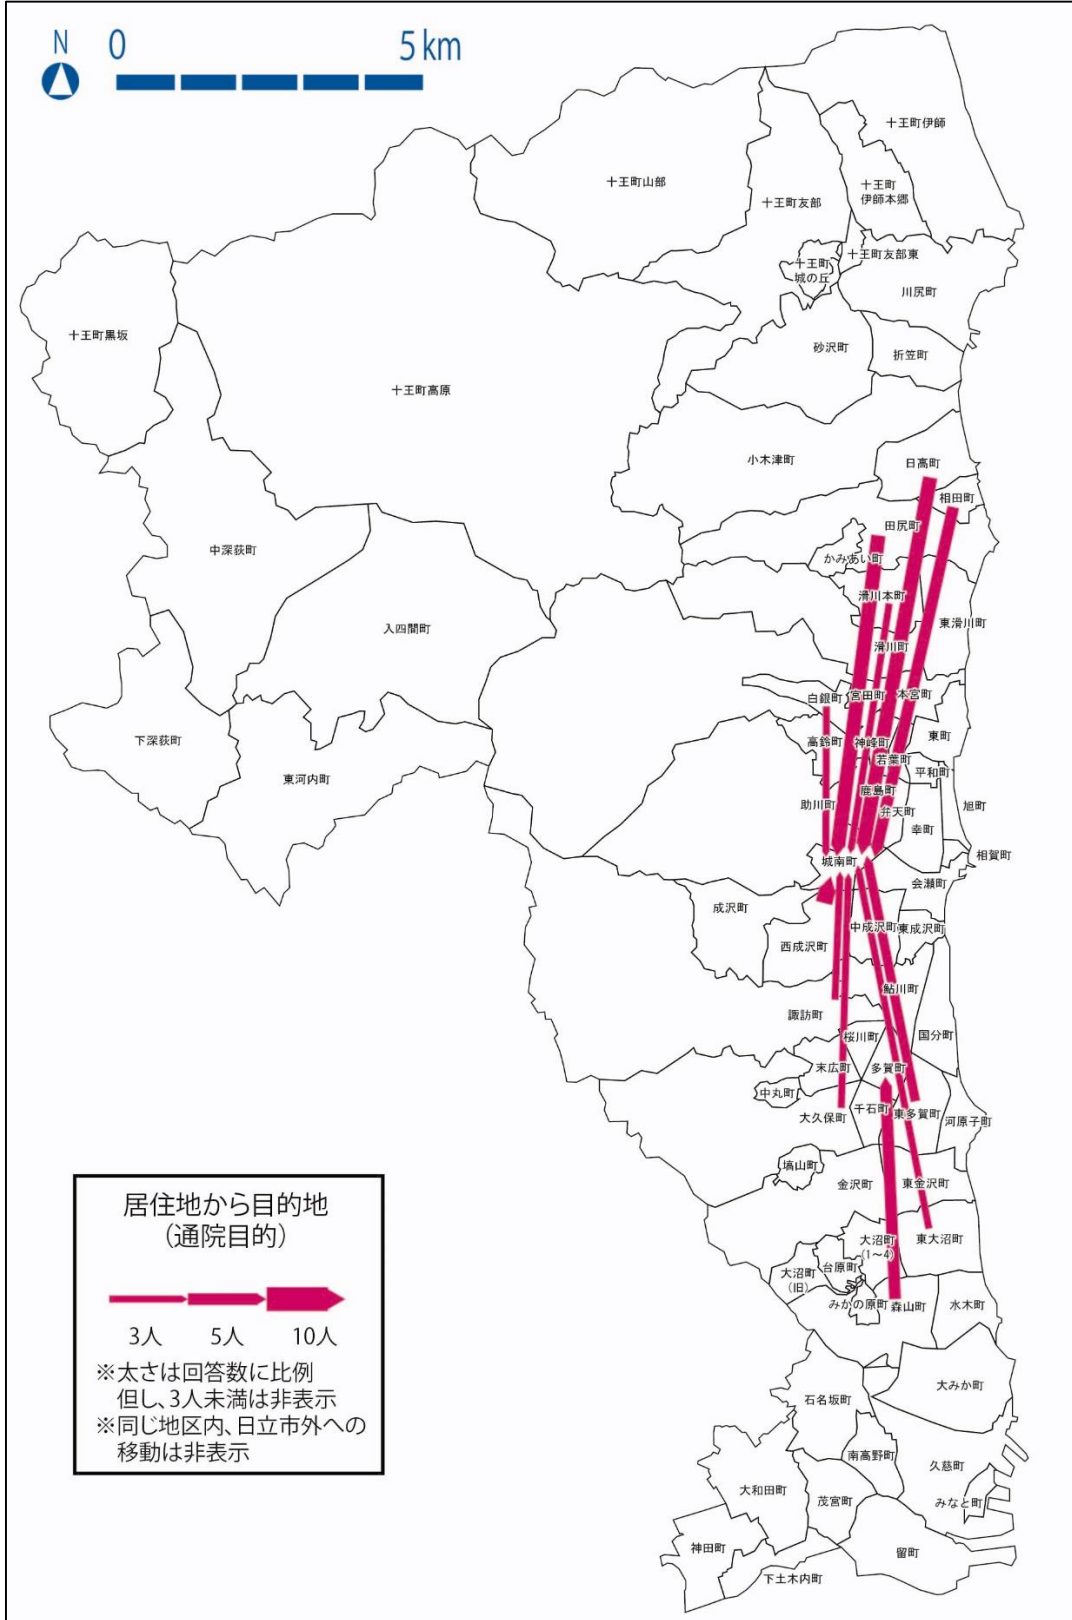 N
0
5km
十王町伊師
十王町山部
十王町
伊師本郷
十王町友部
十王町友部東
十王町
城の丘
川尻町
十王町黒坂
砂沢町
折笠町
十王町高原
小木津町
日高町
相田町
田尻町
中深荻町
かみあい町
滑川本町
入四間町
東滑川町
滑川町
白銀町
宮田町
本宮町
下深荻町
高鈴町
神峰町
東町
若葉町
東河内町
平和町
鹿島町
助川町
弁天町
旭町
幸町
城南町
相賀町
会瀬町
成沢町
中成沢町
東成沢町
西成沢町
鮎川町
諏訪町
桜川町
国分町
末広町
多賀町
中丸町
大久保町
千石町
東多賀町
河原子町
塙山町
金沢町
東金沢町
大沼町
(1~4)
東大沼町
台原町
大沼町
(旧)
みかの原町
森山町
水木町
大みか町
石名坂町
南高野町
久慈町
大和田町
茂宮町
みなと町
神田町
留町
下土木内町
居住地から目的地
(通院目的)
3人
5人
10人
※太さは回答数に比例
但し、3人未満は非表示
※同じ地区内、日立市外への
移動は非表示